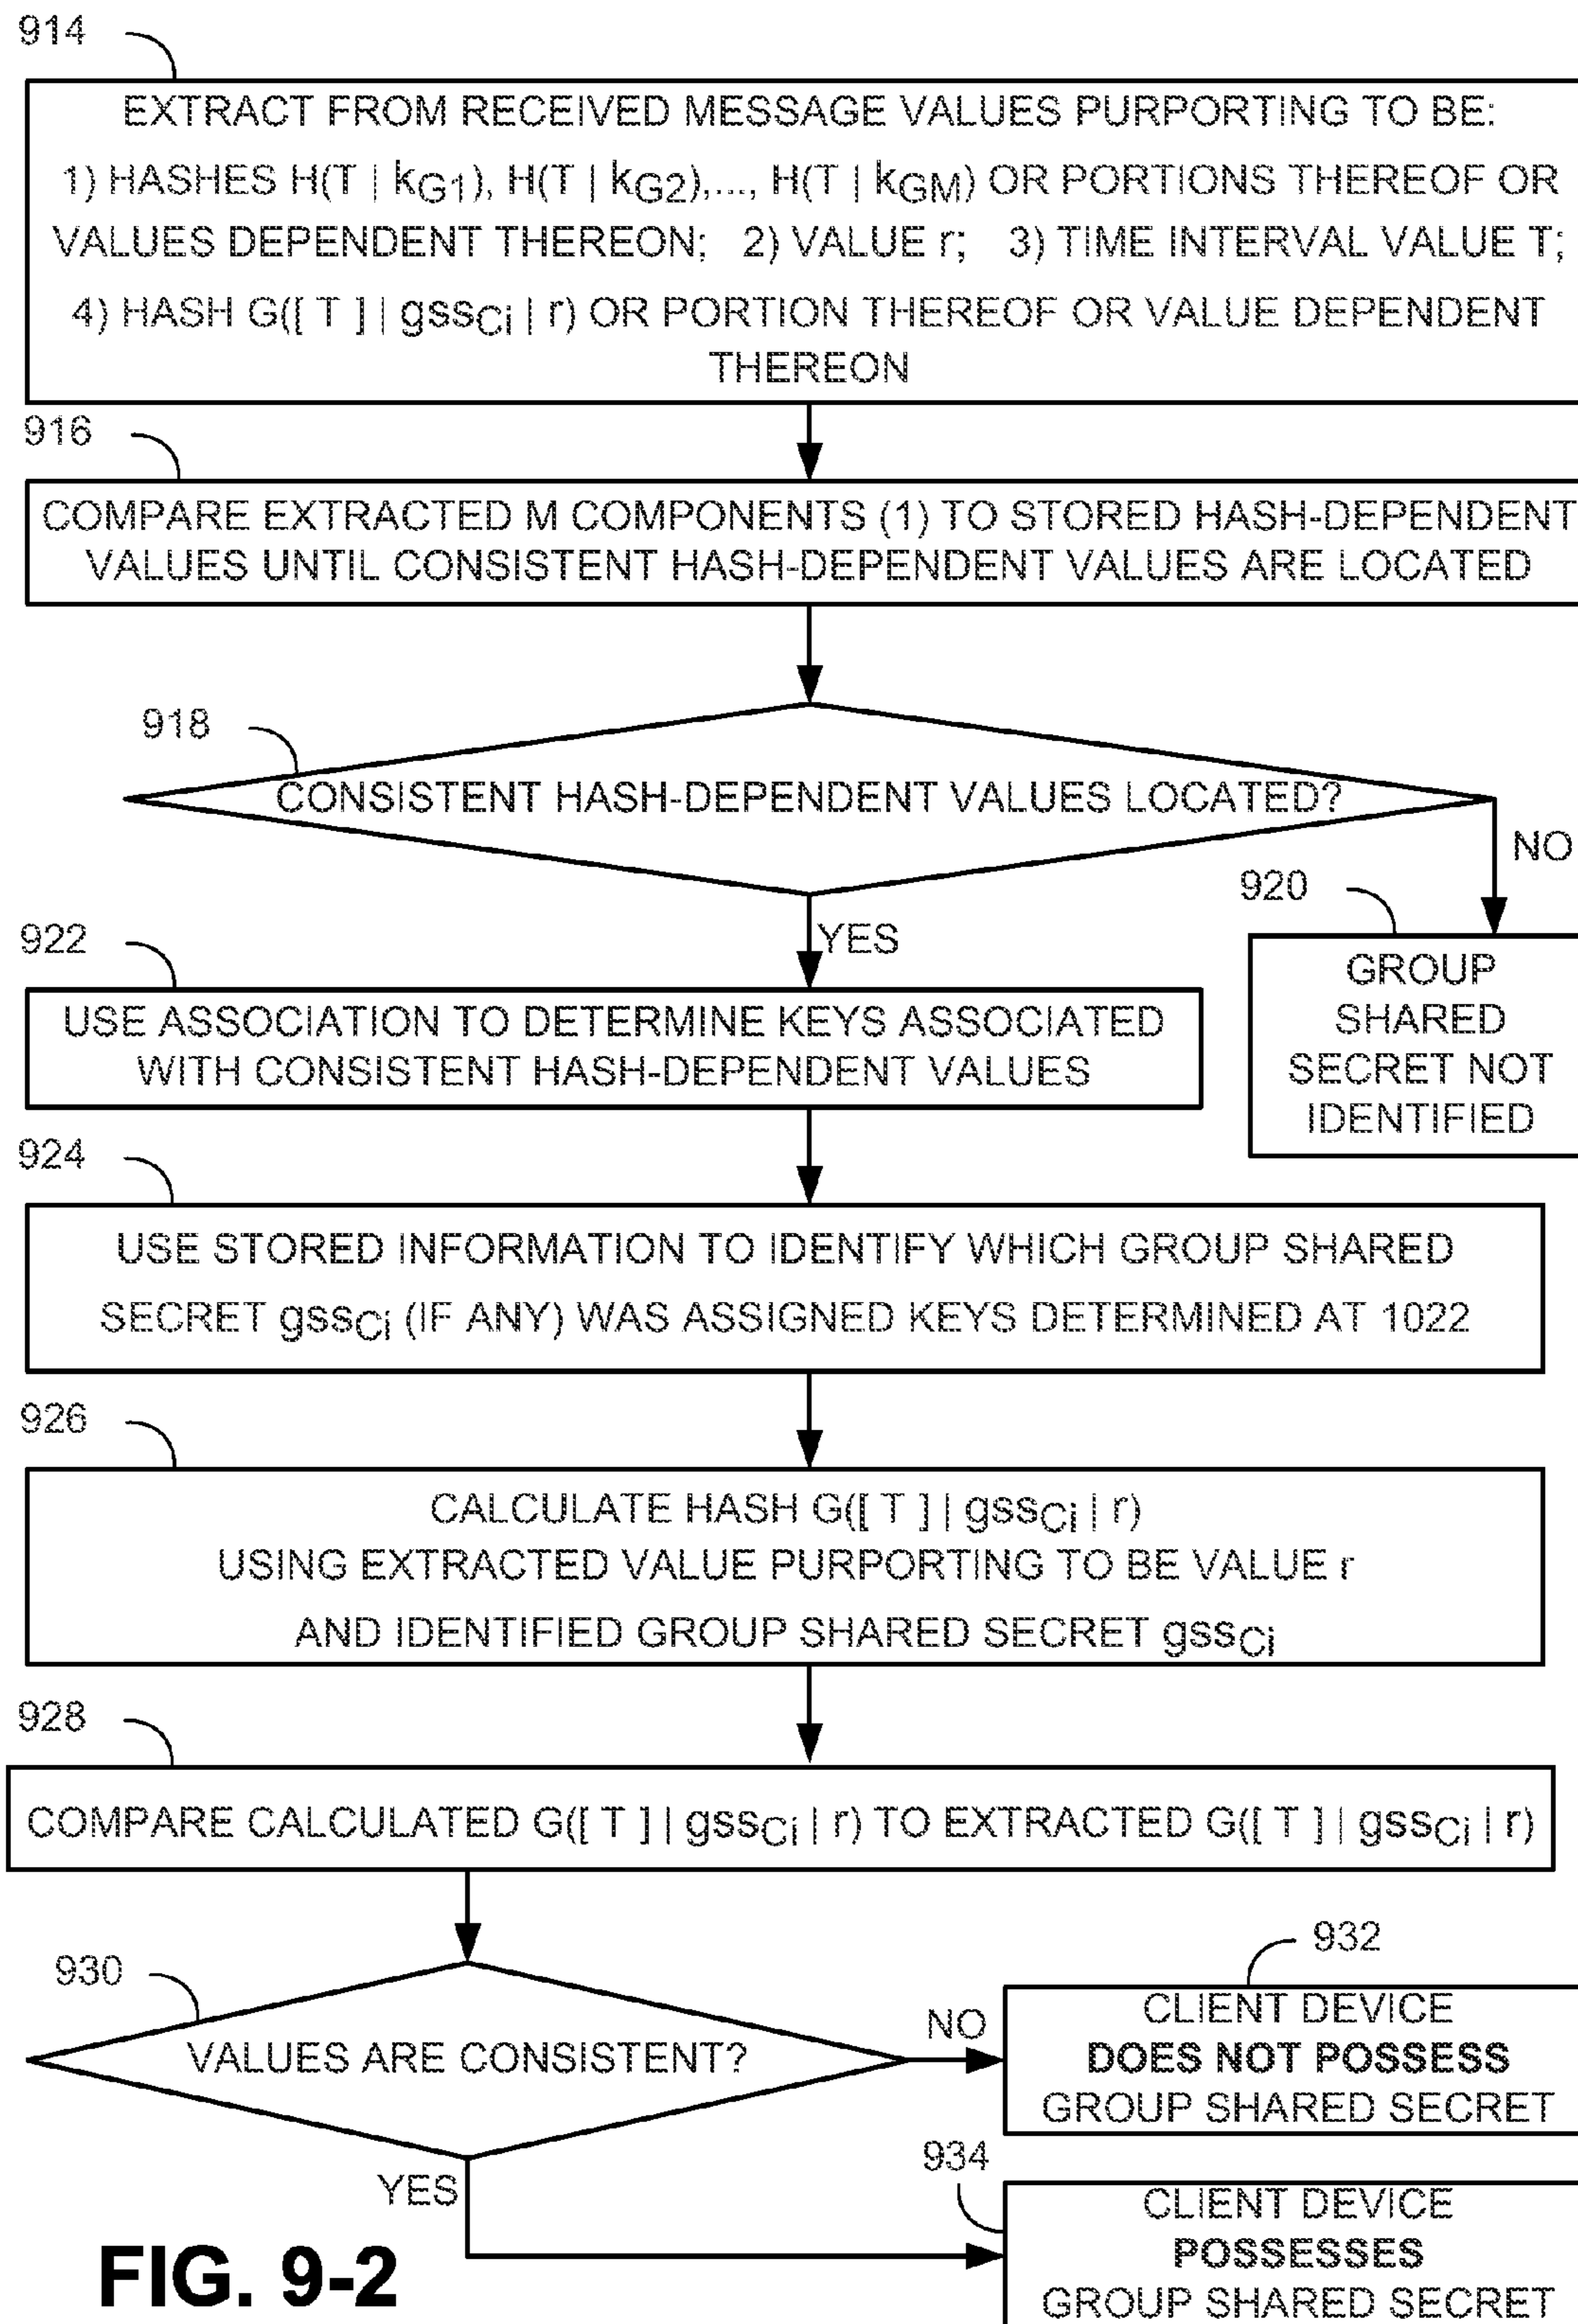 914
EXTRACT FROM RECEIVED MESSAGE VALUES PURPORTING TO BE:
1) HASHES H(T | kG1), H(T | kG2),..., H(T | kGM) OR PORTIONS THEREOF OR
VALUES DEPENDENT THEREON; 2) VALUE r; 3) TIME INTERVAL VALUE T;
4) HASH G([ T ] | gssCi | r) OR PORTION THEREOF OR VALUE DEPENDENT
THEREON
916
COMPARE EXTRACTED M COMPONENTS (1) TO STORED HASH-DEPENDENT
VALUES UNTIL CONSISTENT HASH-DEPENDENT VALUES ARE LOCATED
918
CONSISTENT HASH-DEPENDENT VALUES LOCATED?
NO
920
GROUP
SHARED
SECRET NOT
IDENTIFIED
YES
922
USE ASSOCIATION TO DETERMINE KEYS ASSOCIATED
WITH CONSISTENT HASH-DEPENDENT VALUES
924
USE STORED INFORMATION TO IDENTIFY WHICH GROUP SHARED
SECRET gssCi (IF ANY) WAS ASSIGNED KEYS DETERMINED AT 1022
926
CALCULATE HASH G([ T ] | gssCi | r)
USING EXTRACTED VALUE PURPORTING TO BE VALUE r
AND IDENTIFIED GROUP SHARED SECRET gssCi
928
COMPARE CALCULATED G([ T ] | gssCi | r) TO EXTRACTED G([ T ] | gssCi | r)
930
VALUES ARE CONSISTENT?
NO
932
CLIENT DEVICE
DOES NOT POSSESS
GROUP SHARED SECRET
YES
934
CLIENT DEVICE
POSSESSES
GROUP SHARED SECRET
FIG. 9-2